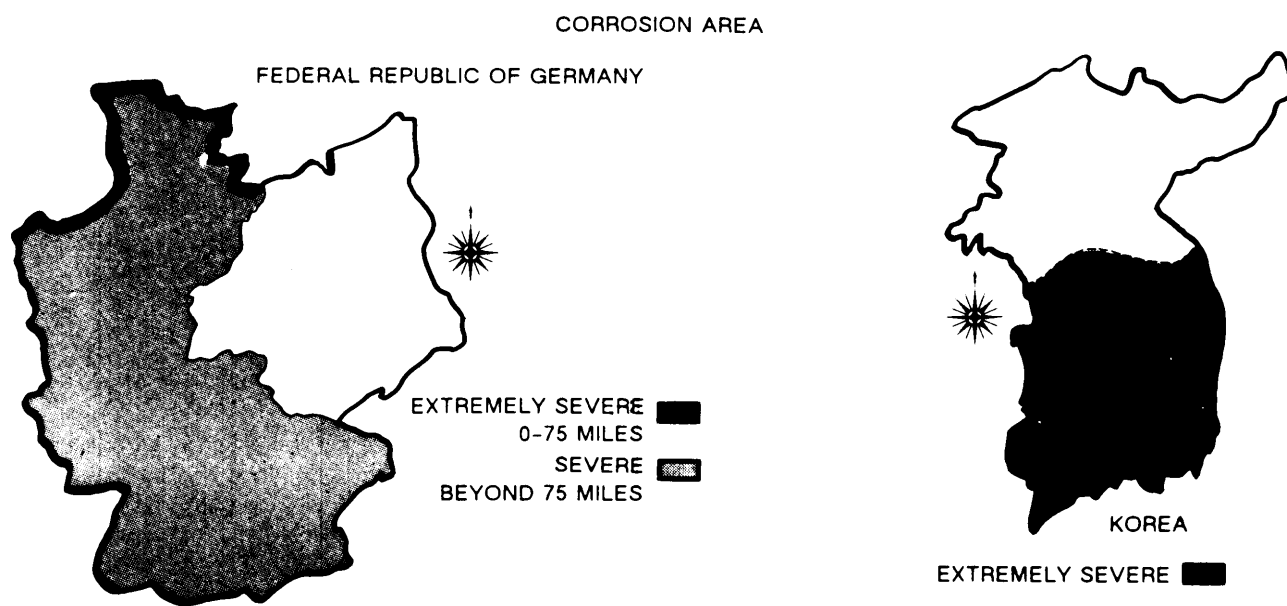 CORROSION AREA
FEDERAL REPUBLIC OF GERMANY
EXTREMELY SEVERE
0-75 MILES
SEVERE
BEYOND 75 MILES
KOREA
EXTREMELY SEVERE